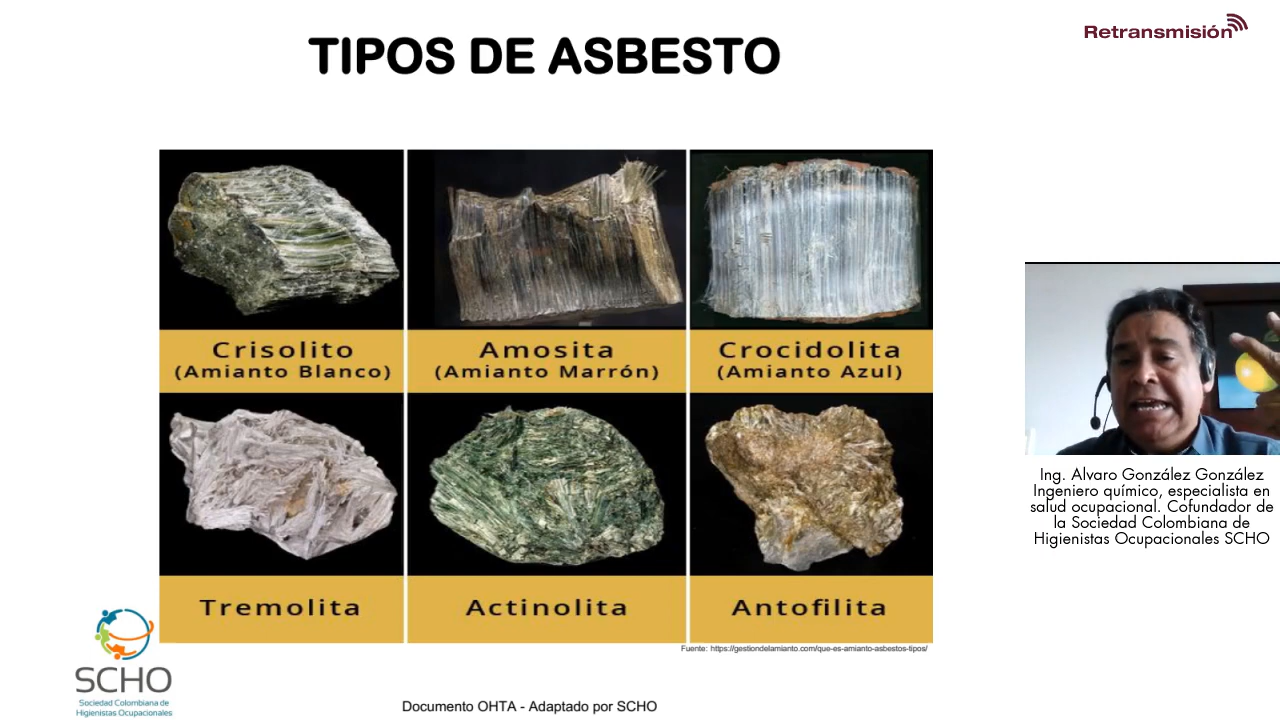 TIPOS DE ASBESTO
Retransmisión
Crisolito
(Amianto Blanco)
Amosita
(Amianto Marrón)
Crocidolita
(Amianto Azul)
Tremolita
Actinolita
Antofilita
Fuente: https://gestiondelamianto.com/que-es-amianto-asbestos-tipos/
Ing. Alvaro González González
Ingeniero químico, especialista en
salud ocupacional. Cofundador de
la Sociedad Colombiana de
Higienistas Ocupacionales SCHO
SCHO
Sociedad Colombiana de
Higienistas Ocupacionales
Documento OHTA - Adaptado por SCHO